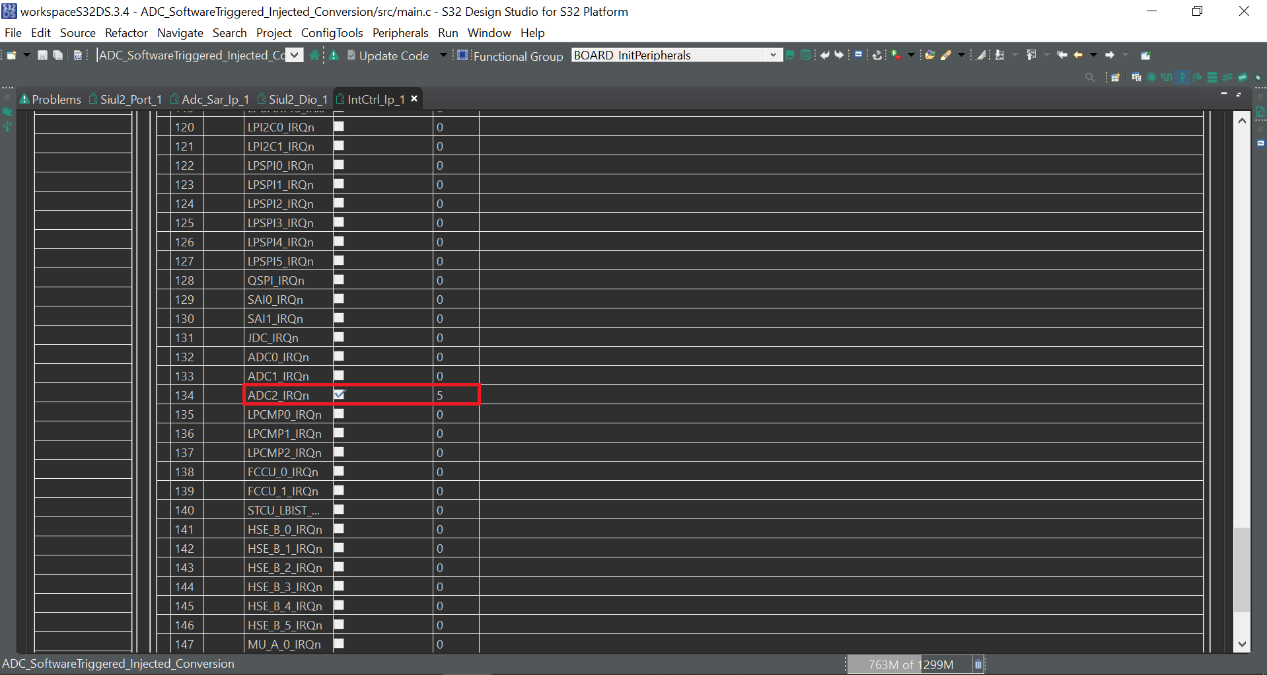 workspaceS32DS.3.4 - ADC_SoftwareTriggered_Injected_Conversion/src/main.c - S32 Design Studio for S32 Platform
File Edit Source Refactor Navigate Search Project ConfigTools Peripherals Run Window Help
ADC_SoftwareTriggered_Injected_Cc Update Code Functional Group BOARD_InitPeripherals
Problems Siul2_Port_1 Adc_Sar_Ip_1 Siul2_Dio_1 IntCtrl_Ip_1
120 LPI2C0_IRQn 0
121 LPI2C1_IRQn 0
122 LPSPI0_IRQn 0
123 LPSPI1_IRQn 0
124 LPSPI2_IRQn 0
125 LPSPI3_IRQn 0
126 LPSPI4_IRQn 0
127 LPSPI5_IRQn 0
128 QSPI_IRQn 0
129 SAI0_IRQn 0
130 SAI1_IRQn 0
131 JDC_IRQn 0
132 ADC0_IRQn 0
133 ADC1_IRQn 0
134 ADC2_IRQn 5
135 LPCMP0_IRQn 0
136 LPCMP1_IRQn 0
137 LPCMP2_IRQn 0
138 FCCU_0_IRQn 0
139 FCCU_1_IRQn 0
140 STCU_LBIST_... 0
141 HSE_B_0_IRQn 0
142 HSE_B_1_IRQn 0
143 HSE_B_2_IRQn 0
144 HSE_B_3_IRQn 0
145 HSE_B_4_IRQn 0
146 HSE_B_5_IRQn 0
147 MU_A_0_IRQn 0
ADC_SoftwareTriggered_Injected_Conversion 763M of 1299M